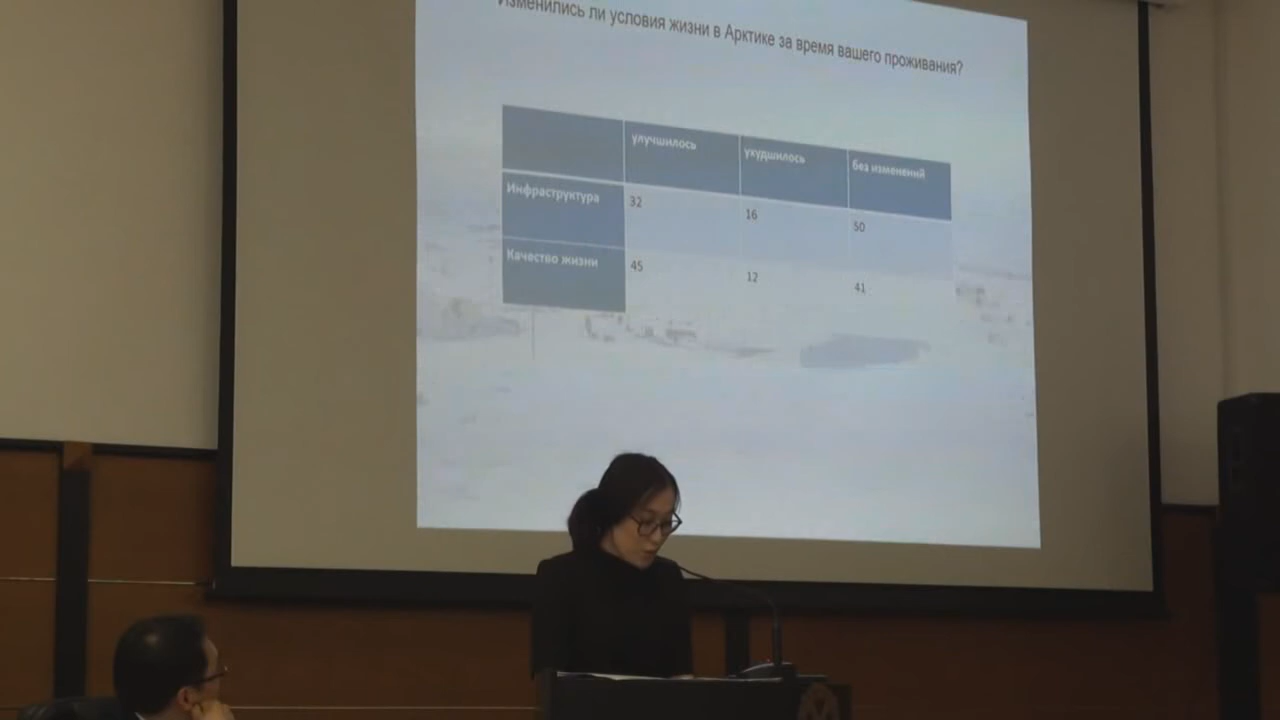 Изменились ли условия жизни в Арктике за время вашего проживания?
улучшилось ухудшилось без изменений
Инфраструктура 32 16 50
Качество жизни 45 12 41